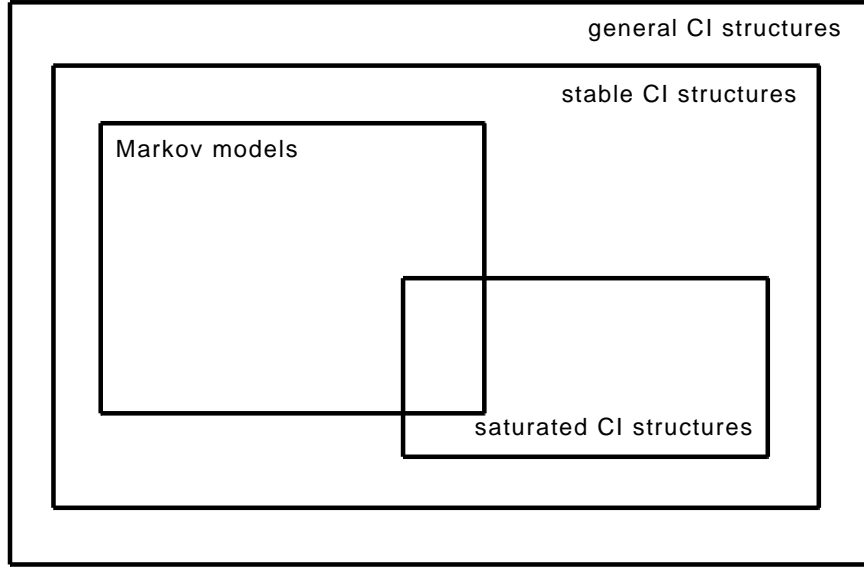 general CI structures
stable CI structures
Markov models
saturated CI structures